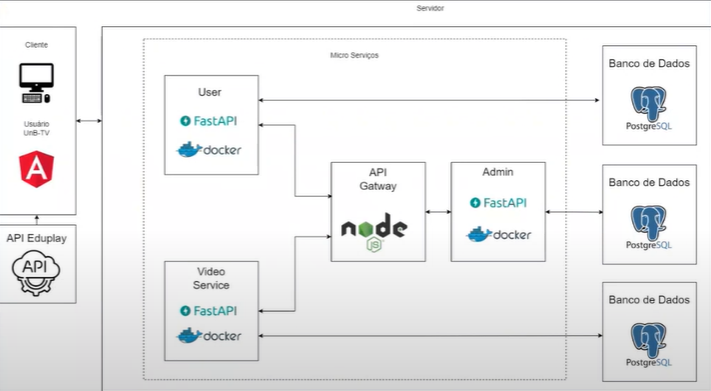 Servidor
Cliente
Usuário
UnB-TV
A
API Eduplay
API
Micro Serviços
User
FastAPI
docker
Video
Service
FastAPI
docker
API
Gatway
node
JS
Admin
FastAPI
docker
Banco de Dados
PostgreSQL
Banco de Dados
PostgreSQL
Banco de Dados
PostgreSQL